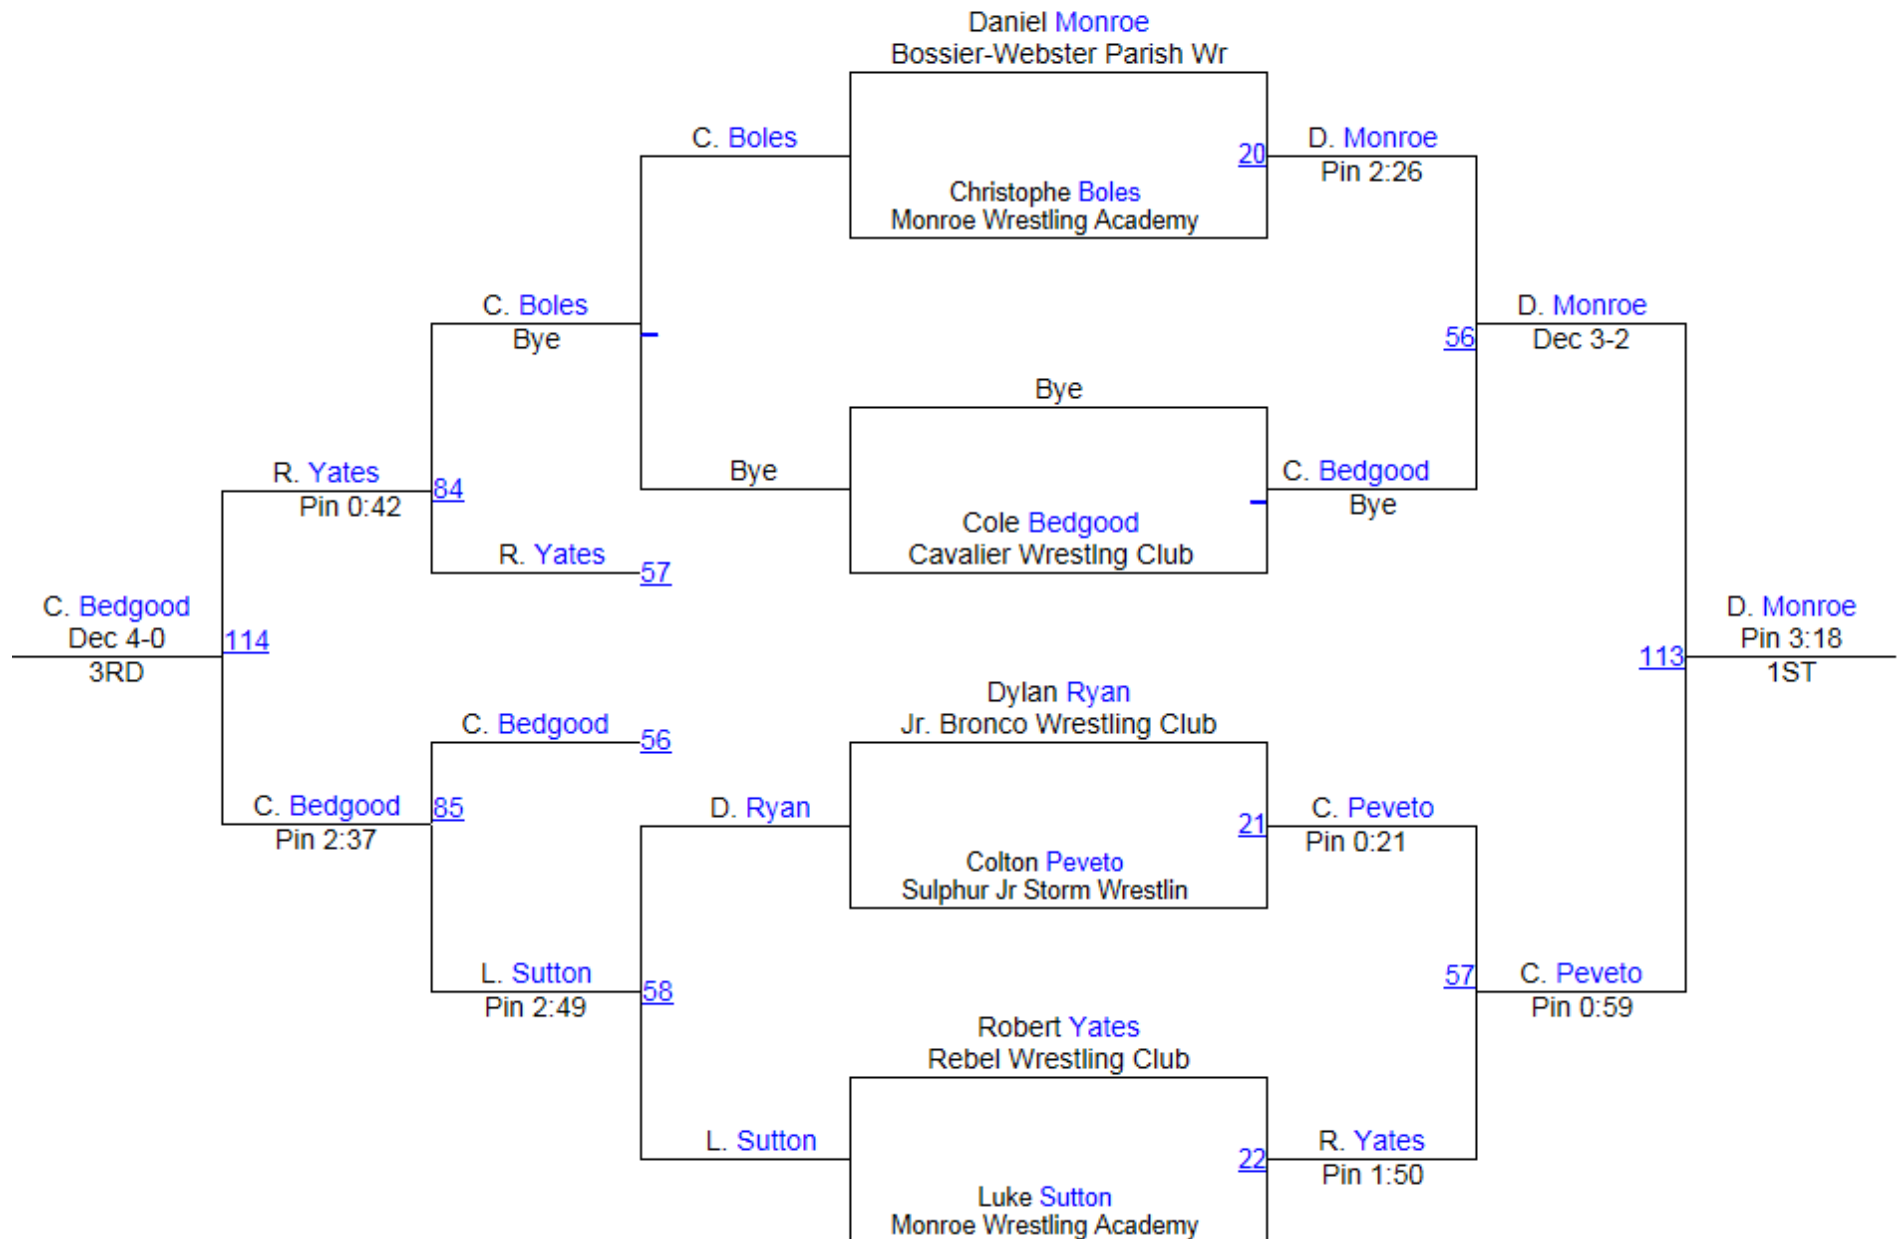 Daniel Monroe
Bossier-Webster Parish Wr
C. Boles
20
D. Monroe
Pin 2:26
Christophe Boles
Monroe Wrestling Academy
C. Boles
Bye
D. Monroe
56
Dec 3-2
Bye
R. Yates
Pin 0:42
84
Bye
C. Bedgood
Bye
Cole Bedgood
Cavalier Wrestlng Club
R. Yates
57
C. Bedgood
Dec 4-0
3RD
114
D. Monroe
113
Pin 3:18
1ST
Dylan Ryan
Jr. Bronco Wrestling Club
C. Bedgood
56
C. Bedgood
Pin 2:37
85
D. Ryan
21
C. Peveto
Pin 0:21
Colton Peveto
Sulphur Jr Storm Wrestlin
L. Sutton
Pin 2:49
58
57
C. Peveto
Pin 0:59
Robert Yates
Rebel Wrestling Club
L. Sutton
22
R. Yates
Pin 1:50
Luke Sutton
Monroe Wrestling Academy